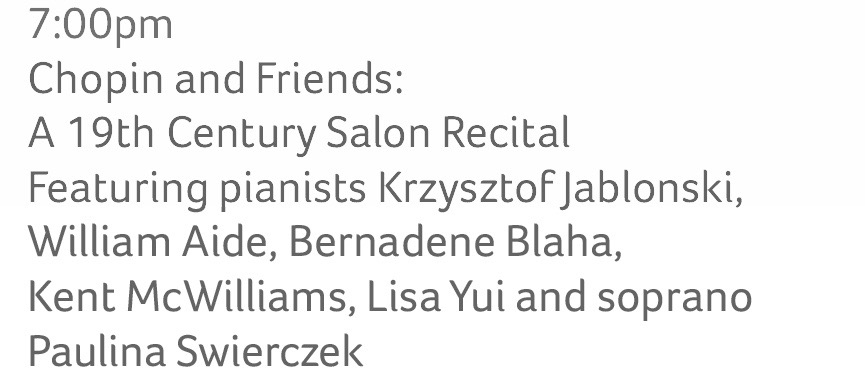 7:00pm
Chopin and Friends:
A 19th Century Salon Recital
Featuring pianists Krzysztof Jablonski,
William Aide, Bernadene Blaha,
Kent McWilliams, Lisa Yui and soprano
Paulina Swierczek